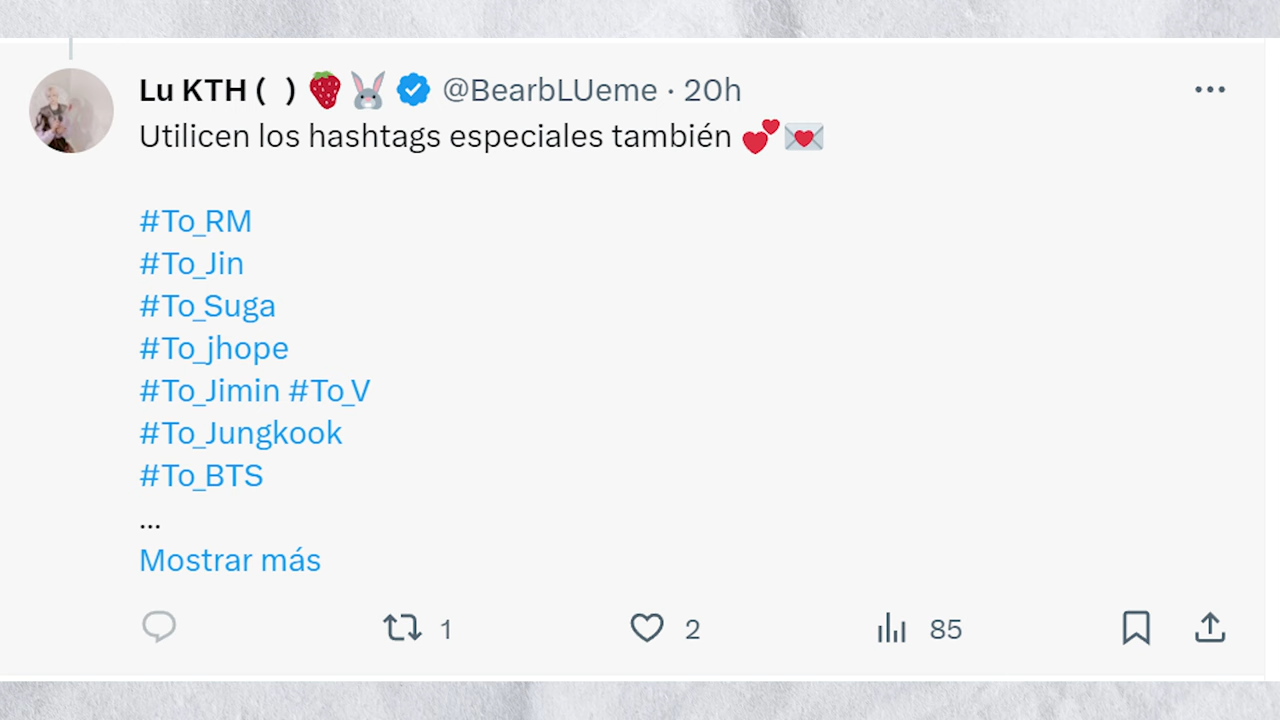 Lu KTH ( ) 🍓🐰 @BearbLUeme · 20h
Utilicen los hashtags especiales también 💕💌
#To_RM
#To_Jin
#To_Suga
#To_jhope
#To_Jimin #To_V
#To_Jungkook
#To_BTS
...
Mostrar más
1 2 85